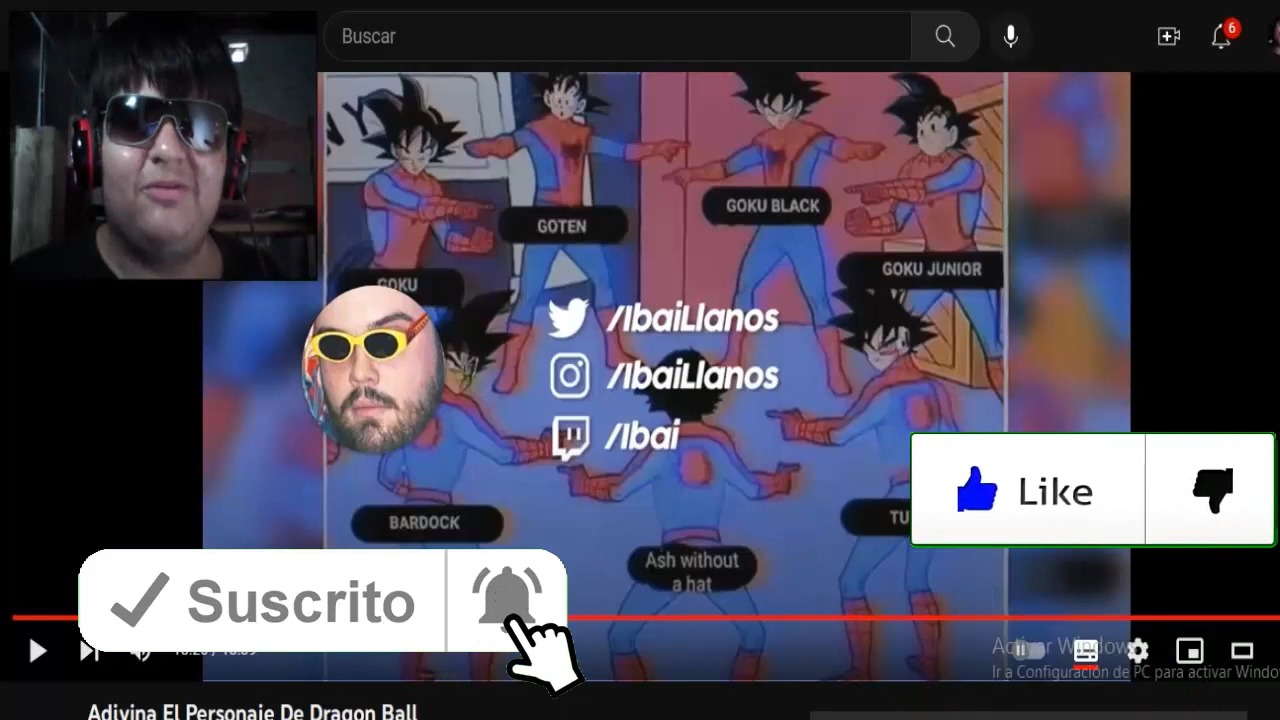 Buscar
6
GOTEN
GOKU BLACK
GOKU JUNIOR
GOKU
/IbaiLlanos
/IbaiLlanos
/Ibai
Like
BARDOCK
TU
Ash without
a hat
Suscrito
Activar Windows
Ir a Configuración de PC para activar Windo
Adivina El Personaje De Dragon Ball